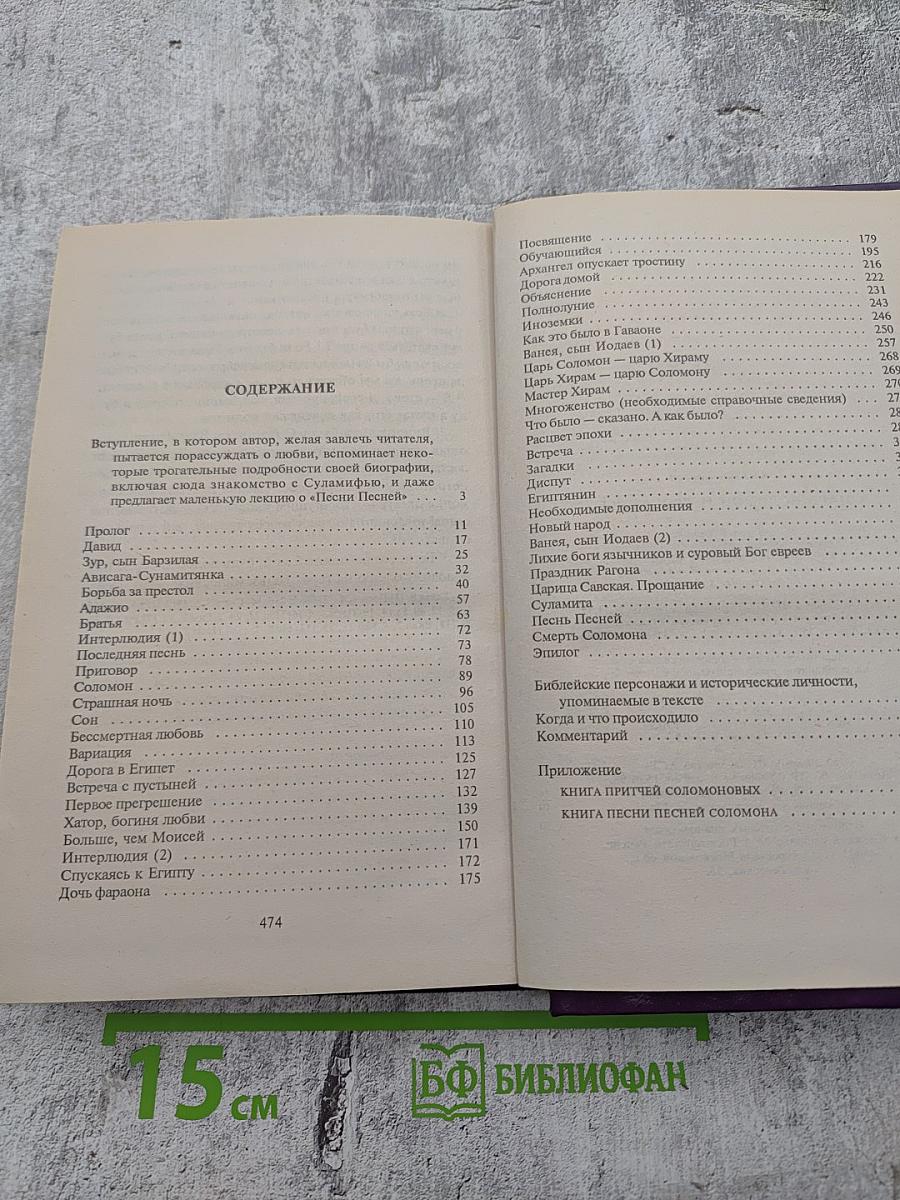 СОДЕРЖАНИЕ
Вступление, в котором автор, желая завлечь читателя,
пытается порассуждать о любви, вспоминает неко-
торые трогательные подробности своей биографии,
включая сюда знакомство с Суламифью, и даже
предлагает маленькую лекцию о «Песни Песней» . . . 3
Пролог 11
Давид 17
Зур, сын Барзилая 25
Ависага-Сунамитянка 32
Борьба за престол 40
Адажио 57
Братья 63
Интерлюдия (1) 72
Последняя песнь 73
Приговор 78
Соломон 89
Страшная ночь 96
Сон 105
Бессмертная любовь 110
Вариация 113
Дорога в Египет 125
Встреча с пустыней 127
Первое прегрешение 132
Хатор, богиня любви 139
Больше, чем Моисей 150
Интерлюдия (2) 171
Спускаясь к Египту 172
Дочь фараона 175
474
Посвящение 179
Обучающийся 195
Архангел опускает тростину 216
Дорога домой 222
Объяснение 231
Полнолуние 243
Иноземки 246
Как это было в Гаваоне 250
Ванея, сын Иодаев (1) 257
Царь Соломон — царю Хираму 268
Царь Хирам — царю Соломону 269
Мастер Хирам
Многоженство (необходимые справочные сведения)
Что было — сказано. А как было?
Расцвет эпохи
Встреча
Загадки
Диспут
Египтянин
Необходимые дополнения
Новый народ
Ванея, сын Иодаев (2)
Лихие боги язычников и суровый Бог евреев
Праздник Рагона
Царица Савская. Прощание
Суламита
Песнь Песней
Смерть Соломона
Эпилог
Библейские персонажи и исторические личности,
упоминаемые в тексте
Когда и что происходило
Комментарий
Приложение
КНИГА ПРИТЧЕЙ СОЛОМОНОВЫХ
КНИГА ПЕСНИ ПЕСНЕЙ СОЛОМОНА
15 см
БФ БИБЛИОФАН